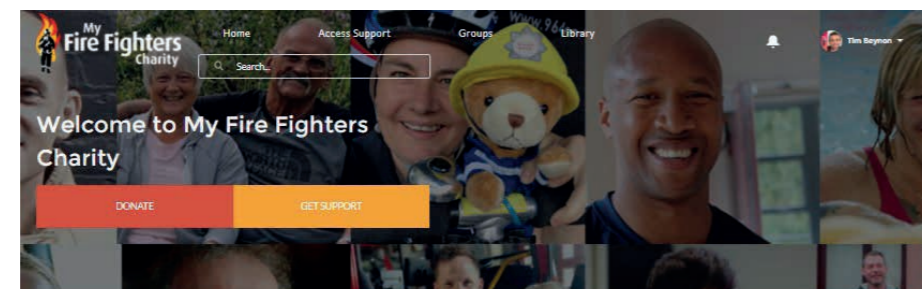 My
Fire Fighters
Charity
Home
Access Support
Groups
Library
Tim Beynon
Search...
Welcome to My Fire Fighters
Charity
DONATE
GET SUPPORT